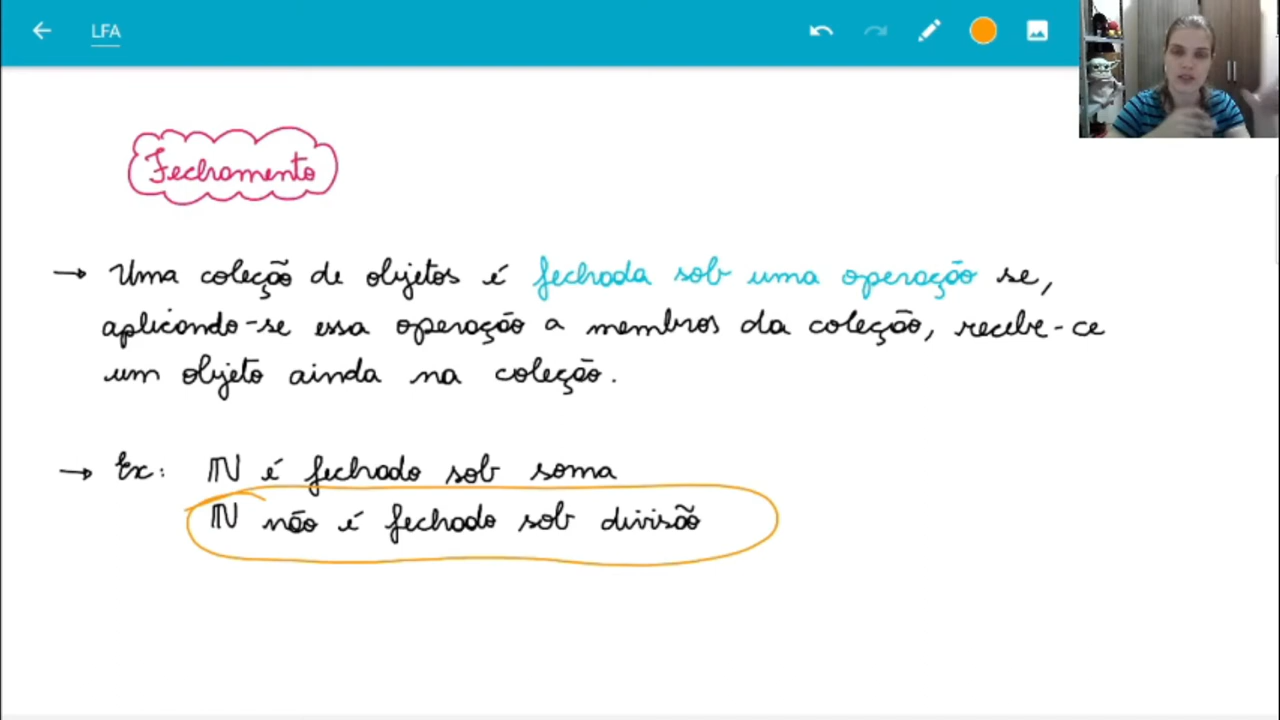 LFA
Fechamento
→ Uma coleção de objetos é fechada sob uma operação se,
aplicando-se essa operação a membros da coleção, recebe-ce
um objeto ainda na coleção.
→ Ex: ℕ é fechado sob soma
ℕ não é fechado sob divisão